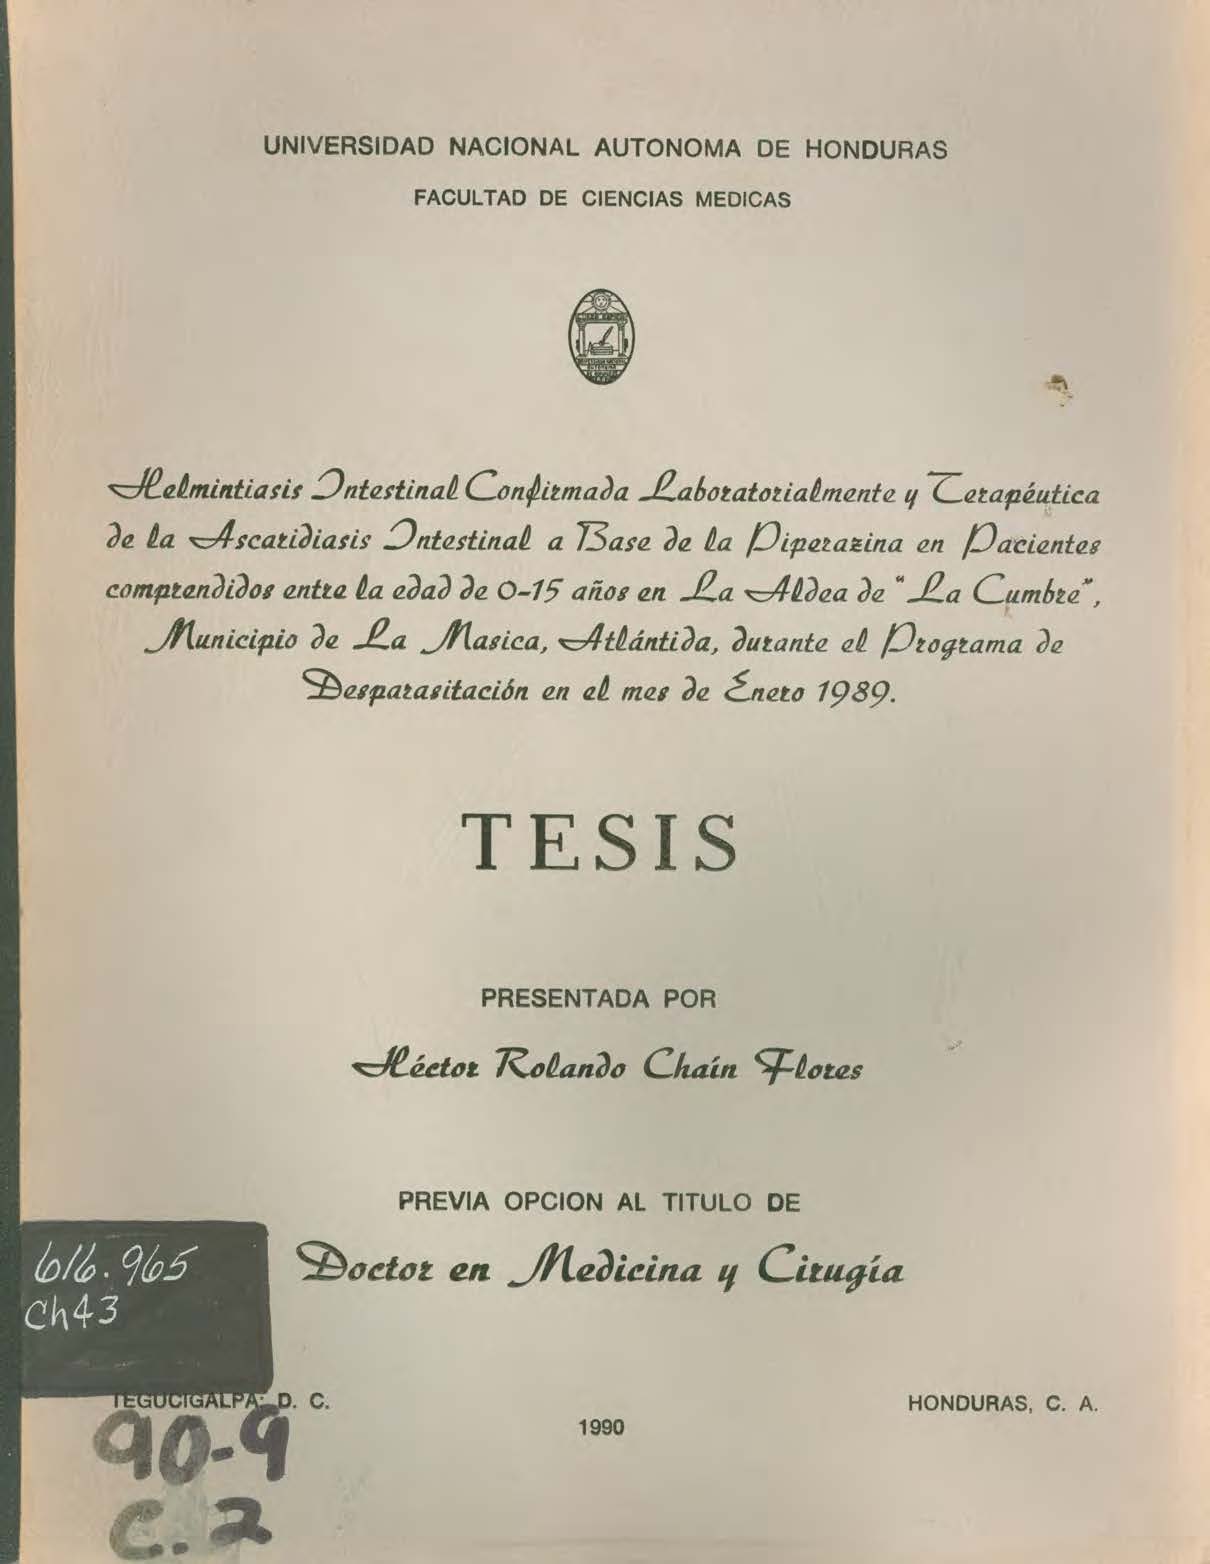 UNIVERSIDAD NACIONAL AUTONOMA DE HONDURAS
FACULTAD DE CIENCIAS MEDICAS
Helmintiasis Intestinal Confirmada Laboratorialmente y Terapéutica
de la Ascaridiasis Intestinal a Base de la Piperazina en Pacientes
comprendidos entre la edad de 0-15 años en La Aldea de "La Cumbre",
Municipio de La Masica, Atlántida, durante el Programa de
Desparasitación en el mes de Enero 1989.
TESIS
PRESENTADA POR
Héctor Rolando Chaín Flores
PREVIA OPCION AL TITULO DE
Doctor en Medicina y Cirugía
616.965
Ch43
TEGUCIGALPA, D. C.
HONDURAS, C. A.
1990
90-9
C. 2